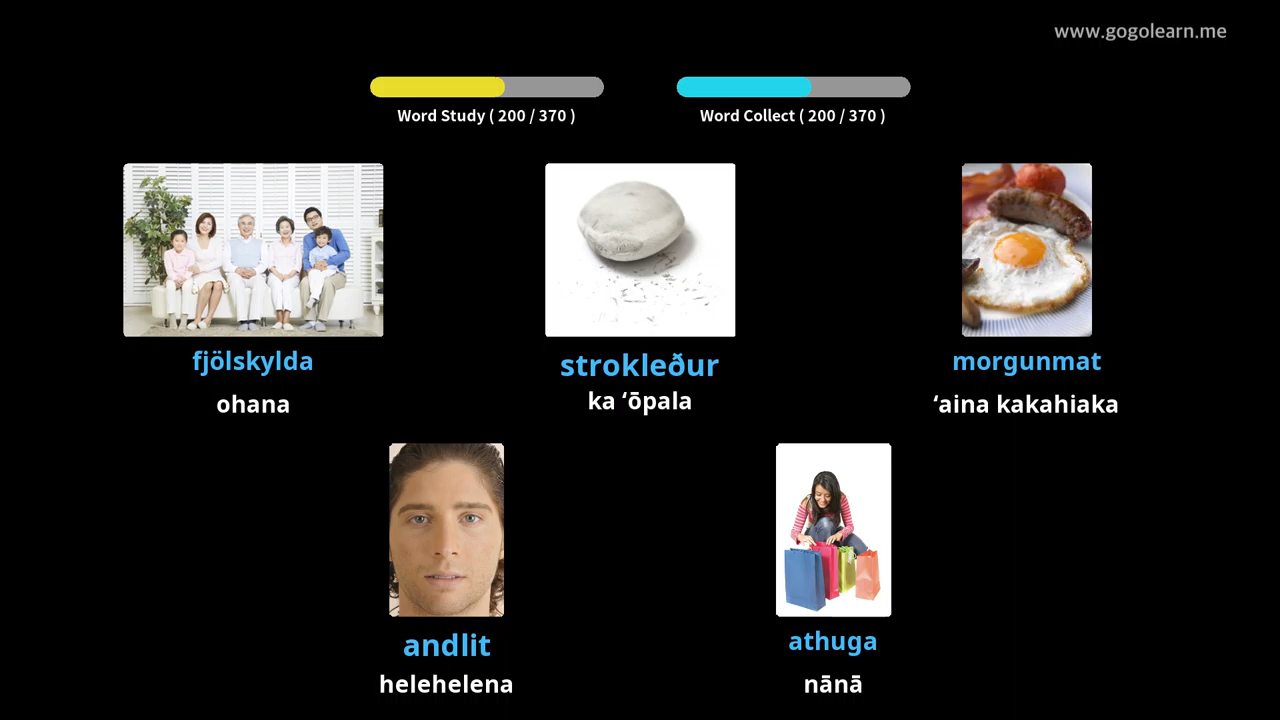 www.gogolearn.me
Word Study ( 200 / 370 )
Word Collect ( 200 / 370 )
fjölskylda
ohana
strokleður
ka ʻōpala
morgunmat
ʻaina kakahiaka
andlit
helehelena
athuga
nānā